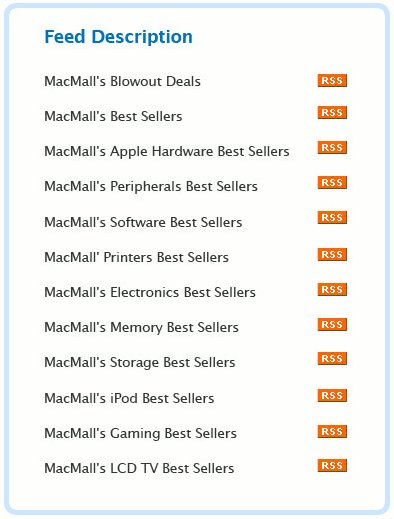 Feed Description
MacMall's Blowout Deals RSS
MacMall's Best Sellers RSS
MacMall's Apple Hardware Best Sellers RSS
MacMall's Peripherals Best Sellers RSS
MacMall's Software Best Sellers RSS
MacMall' Printers Best Sellers RSS
MacMall's Electronics Best Sellers RSS
MacMall's Memory Best Sellers RSS
MacMall's Storage Best Sellers RSS
MacMall's iPod Best Sellers RSS
MacMall's Gaming Best Sellers RSS
MacMall's LCD TV Best Sellers RSS